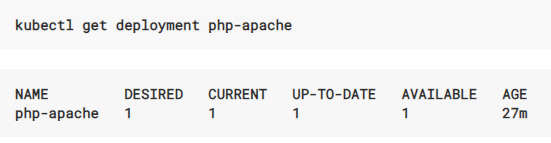 kubectl get deployment php-apache
NAME DESIRED CURRENT UP-TO-DATE AVAILABLE AGE
php-apache 1 1 1 1 27m